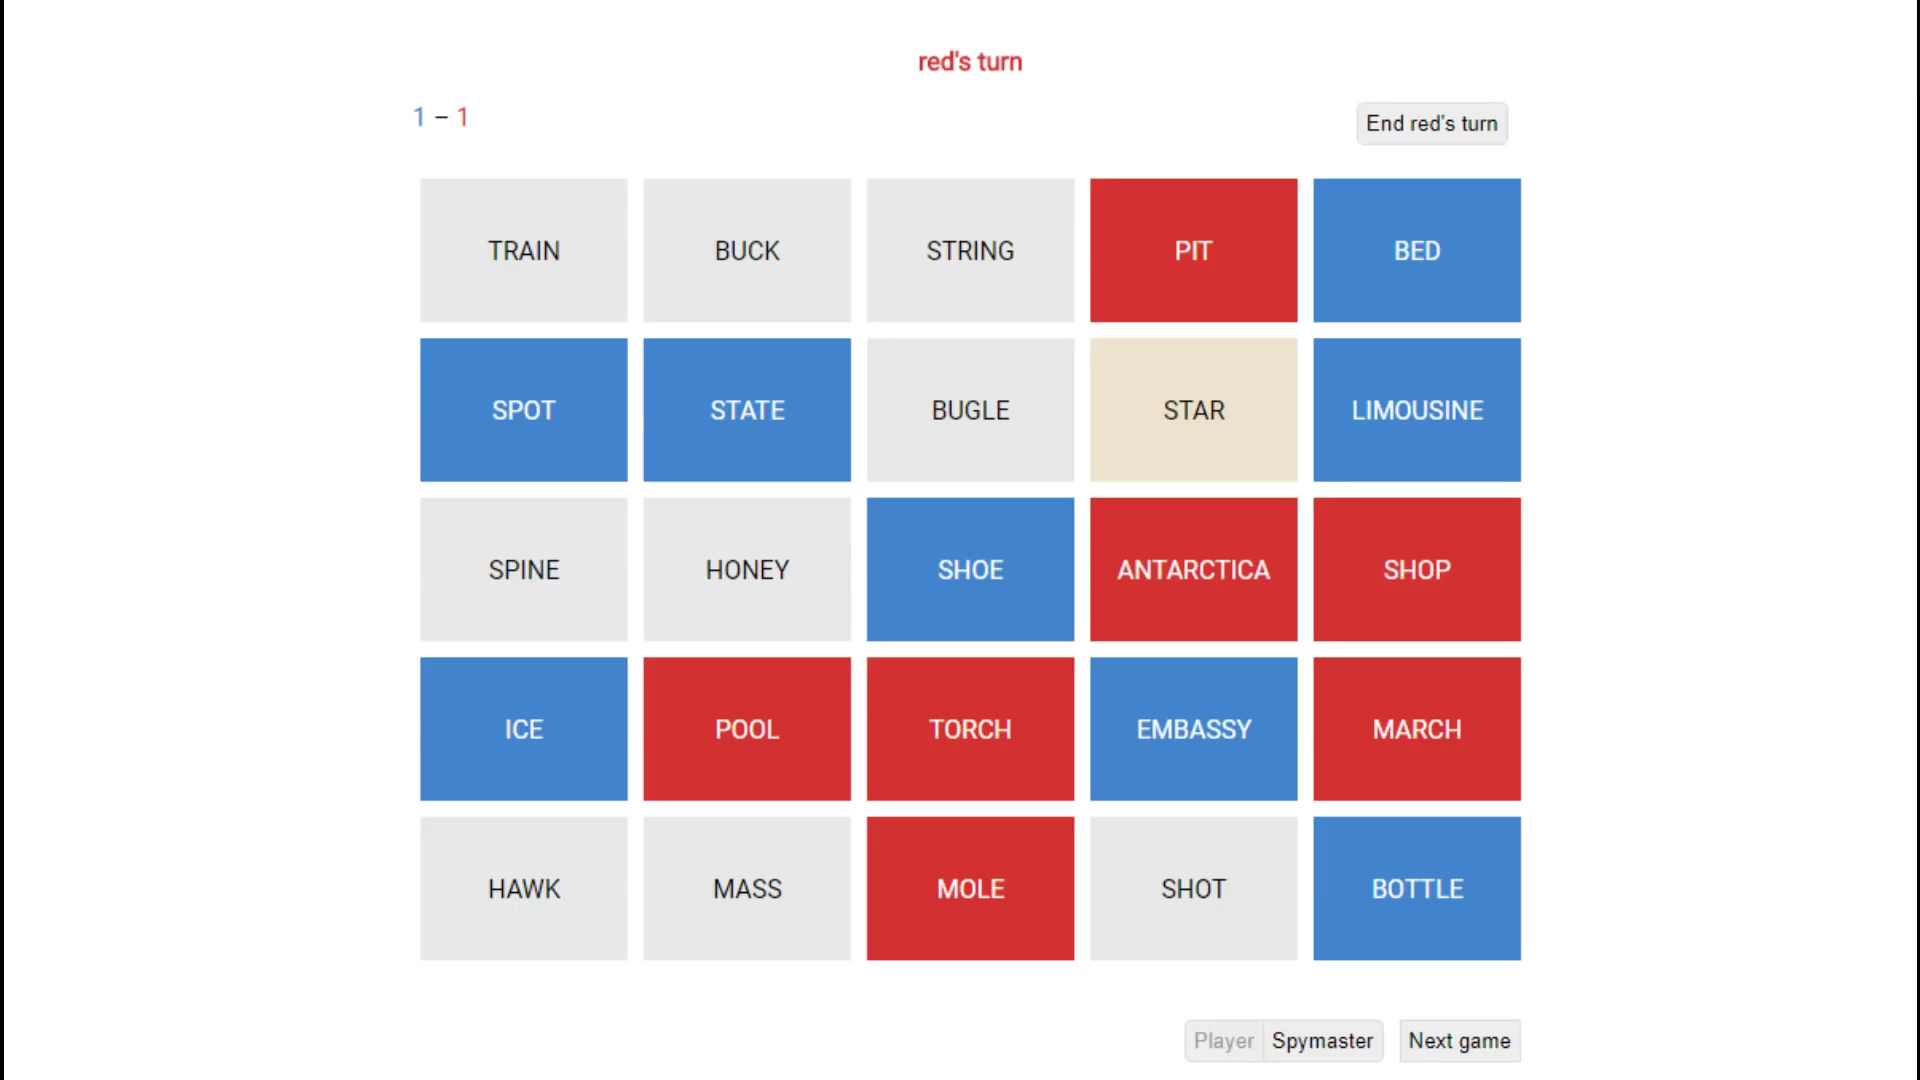 red's turn
1 – 1
End red's turn
TRAIN BUCK STRING PIT BED
SPOT STATE BUGLE STAR LIMOUSINE
SPINE HONEY SHOE ANTARCTICA SHOP
ICE POOL TORCH EMBASSY MARCH
HAWK MASS MOLE SHOT BOTTLE
Player Spymaster Next game